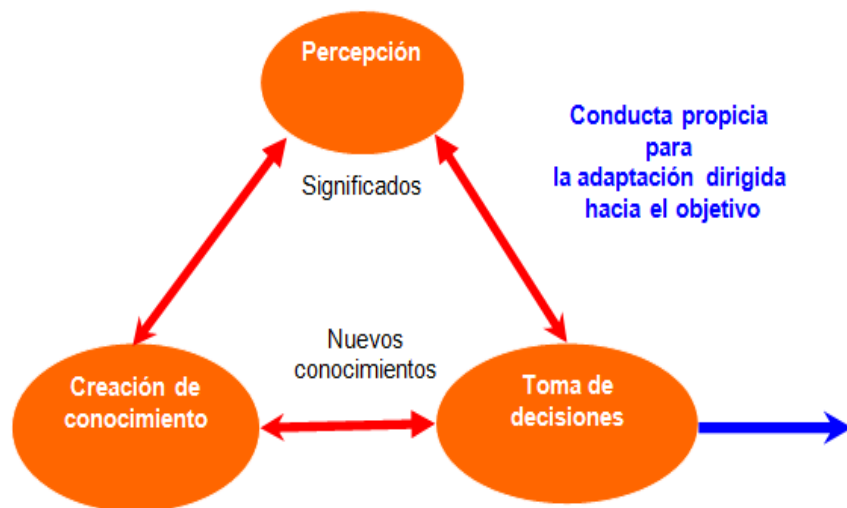 Percepción
Conducta propicia
para
la adaptación dirigida
hacia el objetivo
Significados
Nuevos
conocimientos
Creación de
conocimiento
Toma de
decisiones